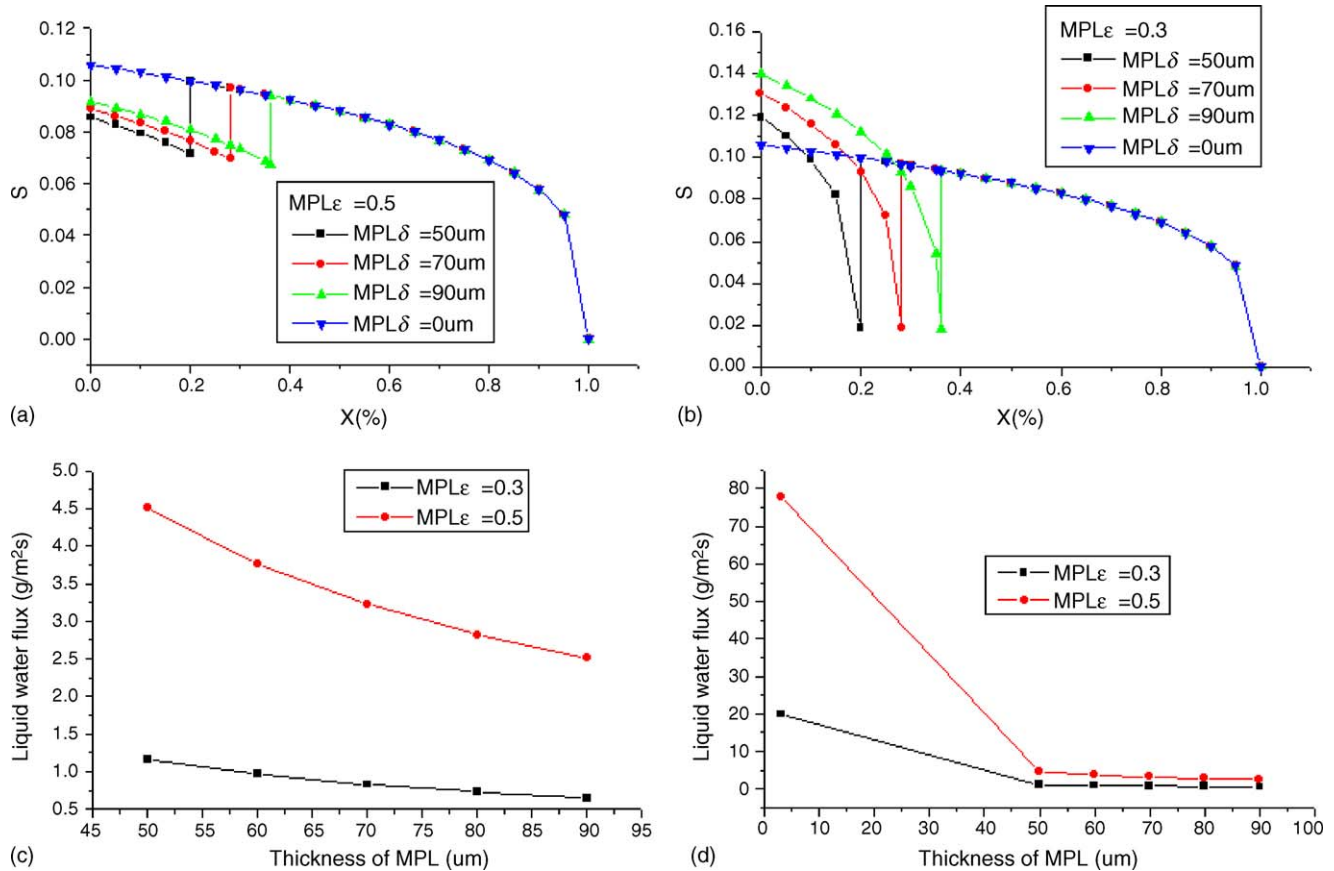 0.12
0.10
0.08
0.06
0.04
0.02
0.00
S
MPLε =0.5
MPLδ =50um
MPLδ =70um
MPLδ =90um
MPLδ =0um
0.0 0.2 0.4 0.6 0.8 1.0
(a)
X(%)
0.16
0.14
0.12
0.10
0.08
0.06
0.04
0.02
0.00
S
MPLε =0.3
MPLδ =50um
MPLδ =70um
MPLδ =90um
MPLδ =0um
0.0 0.2 0.4 0.6 0.8 1.0
(b)
X(%)
5.0
4.5
4.0
3.5
3.0
2.5
2.0
1.5
1.0
0.5
Liquid water flux (g/m²s)
MPLε =0.3
MPLε =0.5
45 50 55 60 65 70 75 80 85 90 95
(c)
Thickness of MPL (um)
80
70
60
50
40
30
20
10
0
Liquid water flux (g/m²s)
MPLε =0.3
MPLε =0.5
0 10 20 30 40 50 60 70 80 90 100
(d)
Thickness of MPL (um)